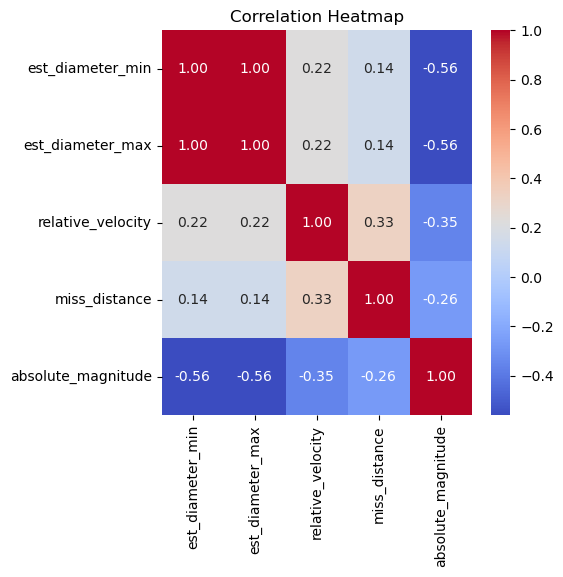 Correlation Heatmap
est_diameter_min 1.00 1.00 0.22 0.14 -0.56
est_diameter_max 1.00 1.00 0.22 0.14 -0.56
relative_velocity 0.22 0.22 1.00 0.33 -0.35
miss_distance 0.14 0.14 0.33 1.00 -0.26
absolute_magnitude -0.56 -0.56 -0.35 -0.26 1.00
est_diameter_min
est_diameter_max
relative_velocity
miss_distance
absolute_magnitude
1.0
0.8
0.6
0.4
0.2
0.0
-0.2
-0.4